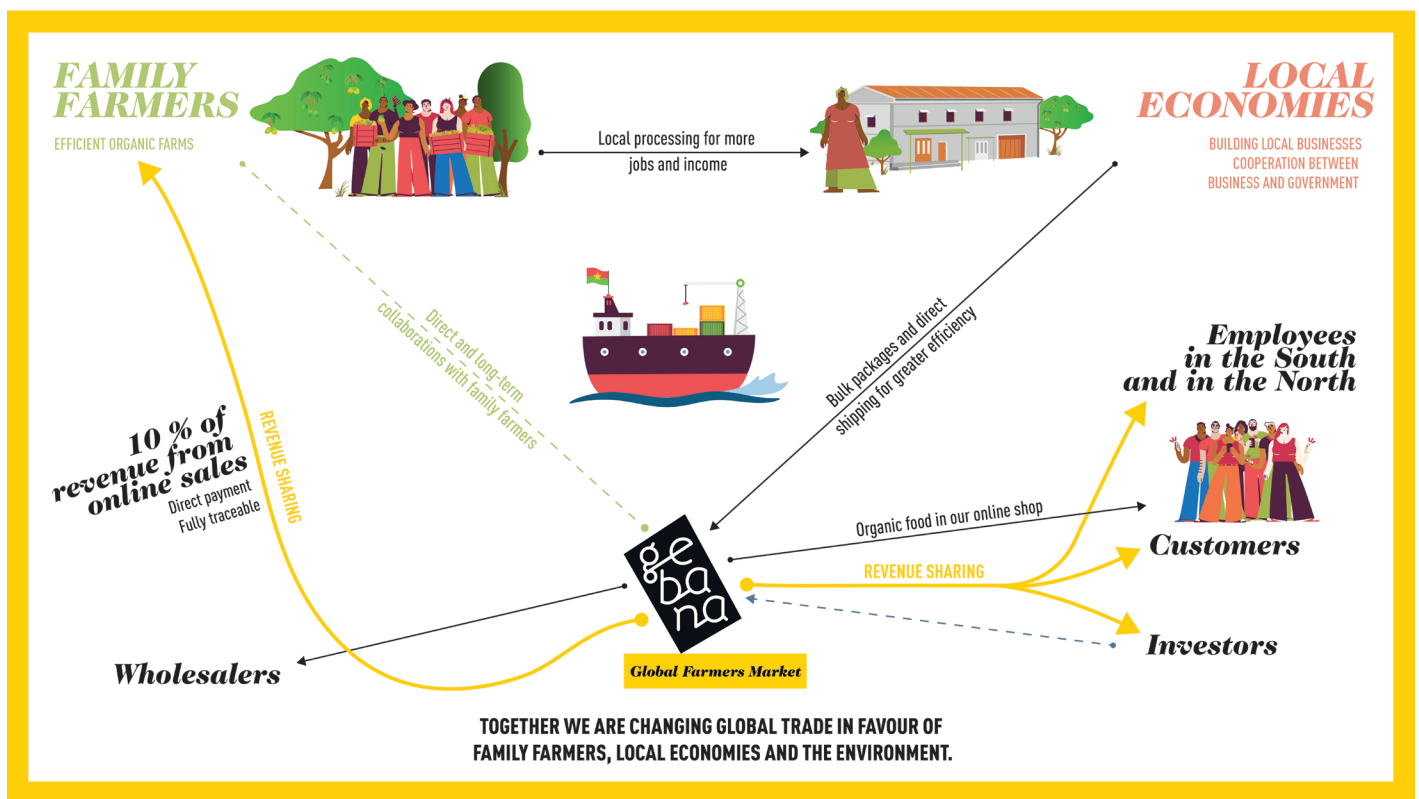 FAMILY
FARMERS
EFFICIENT ORGANIC FARMS
Local processing for more
jobs and income
LOCAL
ECONOMIES
BUILDING LOCAL BUSINESSES
COOPERATION BETWEEN
BUSINESS AND GOVERNMENT
Direct and long-term
collaborations with family farmers
Bulk packages and direct
shipping for greater efficiency
Employees
in the South
and in the North
10 % of
revenue from
online sales
Direct payment
Fully traceable
REVENUE SHARING
Organic food in our online shop
Customers
REVENUE SHARING
Investors
ge
ba
na
Global Farmers Market
Wholesalers
TOGETHER WE ARE CHANGING GLOBAL TRADE IN FAVOUR OF
FAMILY FARMERS, LOCAL ECONOMIES AND THE ENVIRONMENT.